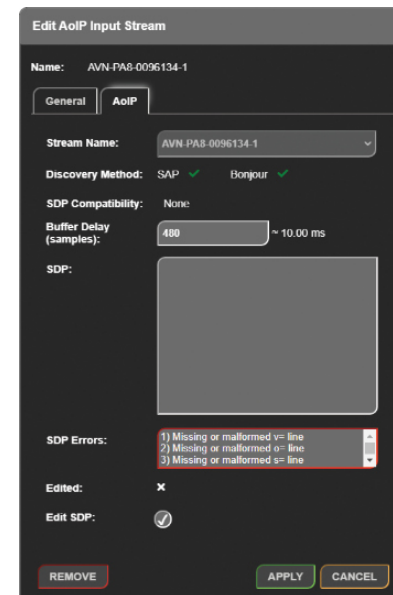 Edit AoIP Input Stream
Name: AVN-PA8-0096134-1
General AoIP
Stream Name: AVN-PA8-0096134-1
Discovery Method: SAP ✓ Bonjour ✓
SDP Compatibility: None
Buffer Delay
(samples): 480 ~ 10.00 ms
SDP:
SDP Errors: 1) Missing or malformed v= line
2) Missing or malformed o= line
3) Missing or malformed s= line
Edited: ×
Edit SDP: ✓
REMOVE APPLY CANCEL